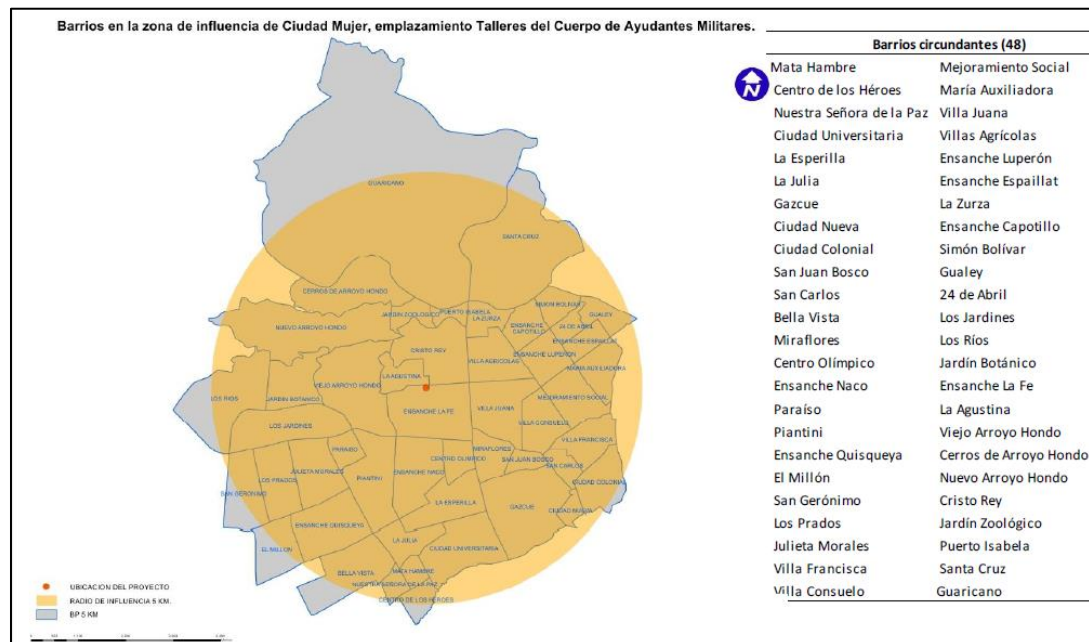 Barrios en la zona de influencia de Ciudad Mujer, emplazamiento Talleres del Cuerpo de Ayudantes Militares.
N
GUARICANO
SANTA CRUZ
CERROS DE ARROYO HONDO
JARDIN ZOOLOGICO
PUERTO ISABELA
LA ZURZA
SIMON BOLIVAR
GUALEY
NUEVO ARROYO HONDO
ENSANCHE CAPOTILLO
24 DE ABRIL
ENSANCHE ESPAILLAT
CRISTO REY
ENSANCHE LUPERON
VILLA AGRICOLAS
MARIA AUXILIADORA
LA AGUSTINA
VIEJO ARROYO HONDO
LOS RIOS
JARDIN BOTANICO
MEJORAMIENTO SOCIAL
ENSANCHE LA FE
VILLA JUANA
VILLA CONSUELO
LOS JARDINES
VILLA FRANCISCA
PARAISO
MIRAFLORES
CENTRO OLIMPICO
SAN JUAN BOSCO
SAN CARLOS
JULIETA MORALES
ENSANCHE NACO
LOS PRADOS
PIANTINI
CIUDAD COLONIAL
SAN GERONIMO
LA ESPERILLA
GAZCUE
CIUDAD NUEVA
ENSANCHE QUISQUEYA
LA JULIA
EL MILLON
CIUDAD UNIVERSITARIA
BELLA VISTA
MATA HAMBRE
NUESTRA SEÑORA DE LA PAZ
CENTRO DE LOS HEROES
UBICACION DEL PROYECTO
RADIO DE INFLUENCIA 5 KM.
BP 5 KM
Barrios circundantes (48)
Mata Hambre Mejoramiento Social
Centro de los Héroes María Auxiliadora
Nuestra Señora de la Paz Villa Juana
Ciudad Universitaria Villas Agrícolas
La Esperilla Ensanche Luperón
La Julia Ensanche Espaillat
Gazcue La Zurza
Ciudad Nueva Ensanche Capotillo
Ciudad Colonial Simón Bolívar
San Juan Bosco Gualey
San Carlos 24 de Abril
Bella Vista Los Jardines
Miraflores Los Ríos
Centro Olímpico Jardín Botánico
Ensanche Naco Ensanche La Fe
Paraíso La Agustina
Piantini Viejo Arroyo Hondo
Ensanche Quisqueya Cerros de Arroyo Hondo
El Millón Nuevo Arroyo Hondo
San Gerónimo Cristo Rey
Los Prados Jardín Zoológico
Julieta Morales Puerto Isabela
Villa Francisca Santa Cruz
Villa Consuelo Guaricano